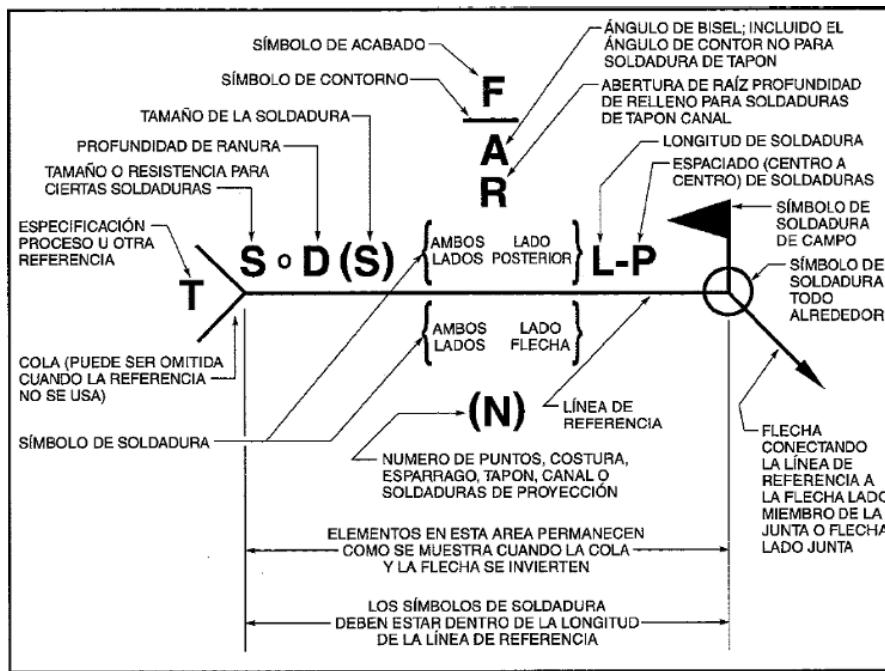 SÍMBOLO DE ACABADO
SÍMBOLO DE CONTORNO
TAMAÑO DE LA SOLDADURA
PROFUNDIDAD DE RANURA
TAMAÑO O RESISTENCIA PARA
CIERTAS SOLDADURAS
ESPECIFICACIÓN
PROCESO U OTRA
REFERENCIA
F
A
R
ÁNGULO DE BISEL; INCLUIDO EL
ÁNGULO DE CONTOR NO PARA
SOLDADURA DE TAPON
ABERTURA DE RAÍZ PROFUNDIDAD
DE RELLENO PARA SOLDADURAS
DE TAPON CANAL
LONGITUD DE SOLDADURA
ESPACIADO (CENTRO A
CENTRO) DE SOLDADURAS
SÍMBOLO DE
SOLDADURA
DE CAMPO
SÍMBOLO DE
SOLDADURA
TODO
ALREDEDOR
T
S o D (S)
AMBOS LADO
LADOS POSTERIOR
L-P
AMBOS LADO
LADOS FLECHA
(N)
COLA (PUEDE SER OMITIDA
CUANDO LA REFERENCIA
NO SE USA)
SÍMBOLO DE SOLDADURA
LÍNEA DE
REFERENCIA
NUMERO DE PUNTOS, COSTURA,
ESPARRAGO, TAPON, CANAL O
SOLDADURAS DE PROYECCIÓN
FLECHA
CONECTANDO
LA LÍNEA DE
REFERENCIA A
LA FLECHA LADO
MIEMBRO DE LA
JUNTA O FLECHA
LADO JUNTA
ELEMENTOS EN ESTA AREA PERMANECEN
COMO SE MUESTRA CUANDO LA COLA
Y LA FLECHA SE INVIERTEN
LOS SÍMBOLOS DE SOLDADURA
DEBEN ESTAR DENTRO DE LA LONGITUD
DE LA LÍNEA DE REFERENCIA